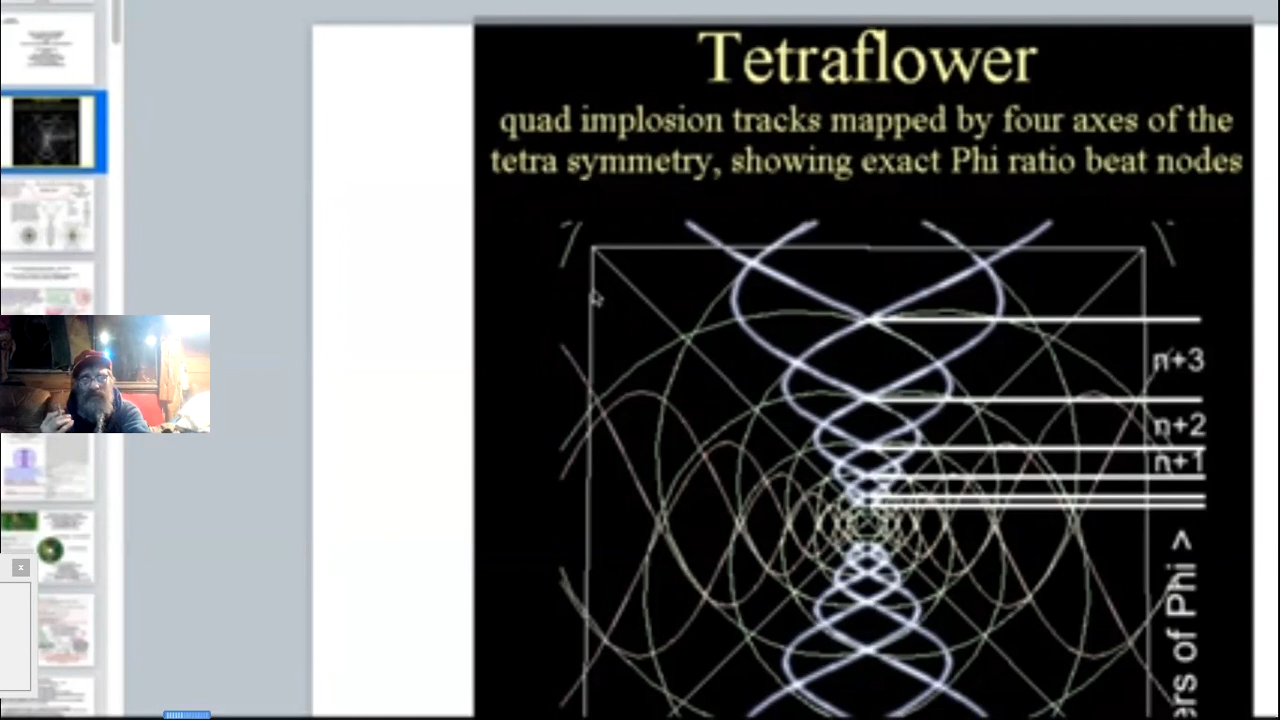 Tetraflower
quad implosion tracks mapped by four axes of the
tetra symmetry, showing exact Phi ratio beat nodes
n+3
n+2
n+1
of Phi >
x